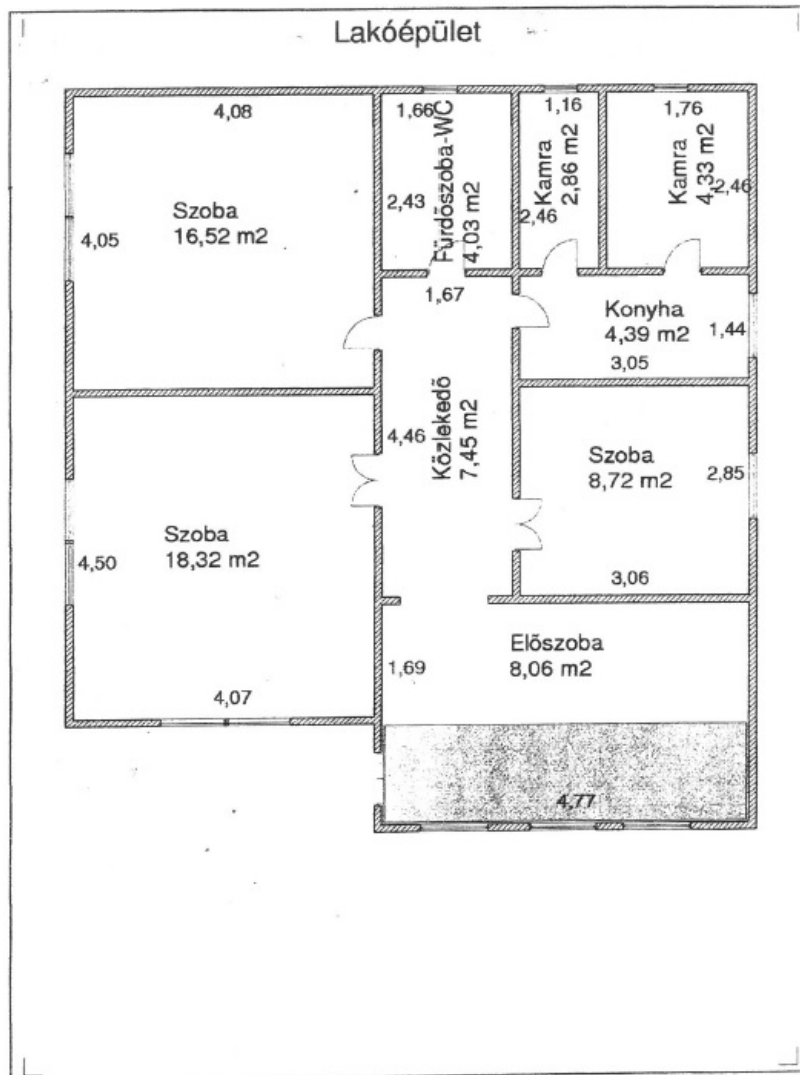 Lakóépület
4,08
Szoba
16,52 m2
4,05
1,66
2,43
Fürdőszoba-WC
4,03 m2
1,16
Kamra
2,86 m2
2,46
1,76
Kamra
4,33 m2
2,46
1,67
Konyha
4,39 m2
1,44
3,05
4,46
Közlekedő
7,45 m2
Szoba
8,72 m2
2,85
3,06
Szoba
18,32 m2
4,50
4,07
Előszoba
8,06 m2
1,69
4,77